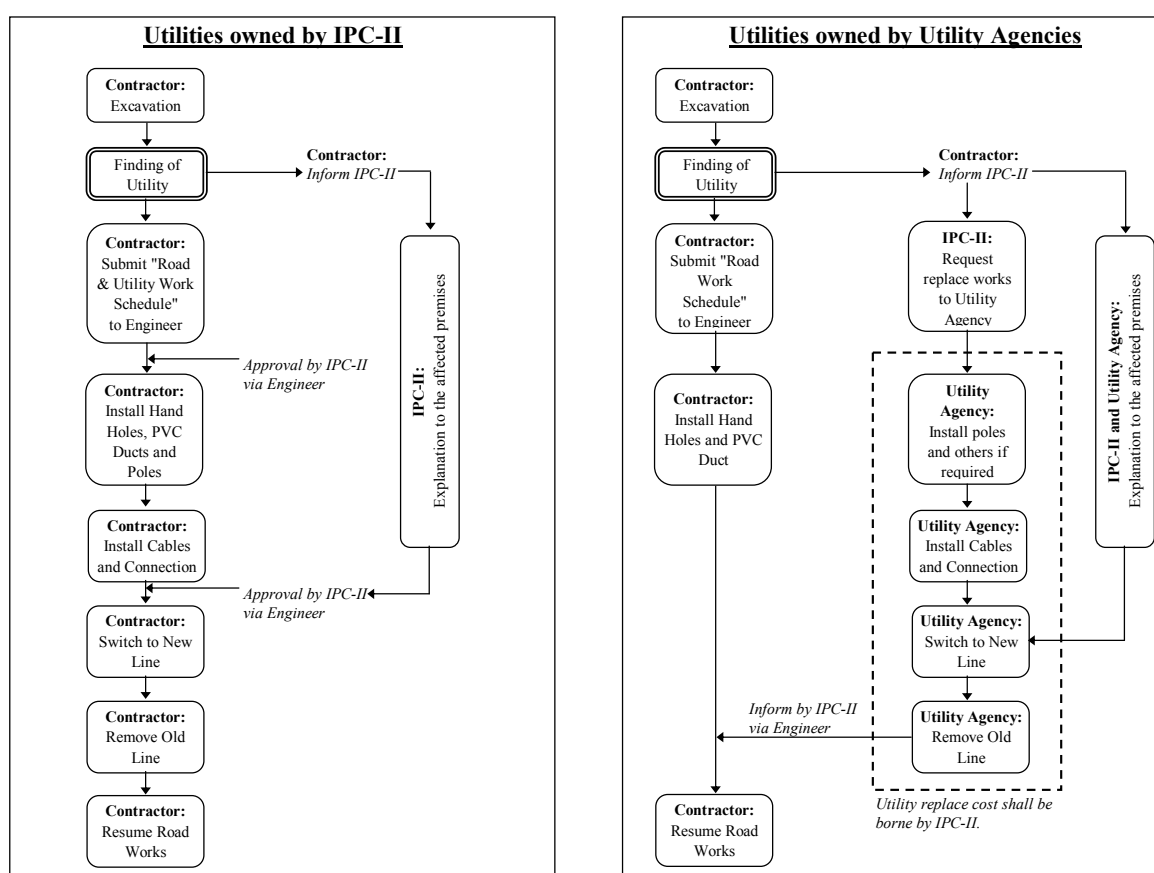 Utilities owned by IPC-II
Contractor:
Excavation
Finding of
Utility
Contractor:
Inform IPC-II
Contractor:
Submit "Road
& Utility Work
Schedule"
to Engineer
Approval by IPC-II
via Engineer
Contractor:
Install Hand
Holes, PVC
Ducts and
Poles
IPC-II:
Explanation to the affected premises
Contractor:
Install Cables
and Connection
Approval by IPC-II
via Engineer
Contractor:
Switch to New
Line
Contractor:
Remove Old
Line
Contractor:
Resume Road
Works
Utilities owned by Utility Agencies
Contractor:
Excavation
Finding of
Utility
Contractor:
Inform IPC-II
Contractor:
Submit "Road
Work
Schedule"
to Engineer
IPC-II:
Request
replace works
to Utility
Agency
IPC-II and Utility Agency:
Explanation to the affected premises
Contractor:
Install Hand
Holes and PVC
Duct
Utility
Agency:
Install poles
and others if
required
Utility Agency:
Install Cables
and Connection
Utility Agency:
Switch to New
Line
Inform by IPC-II
via Engineer
Utility Agency:
Remove Old
Line
Utility replace cost shall be
borne by IPC-II.
Contractor:
Resume Road
Works